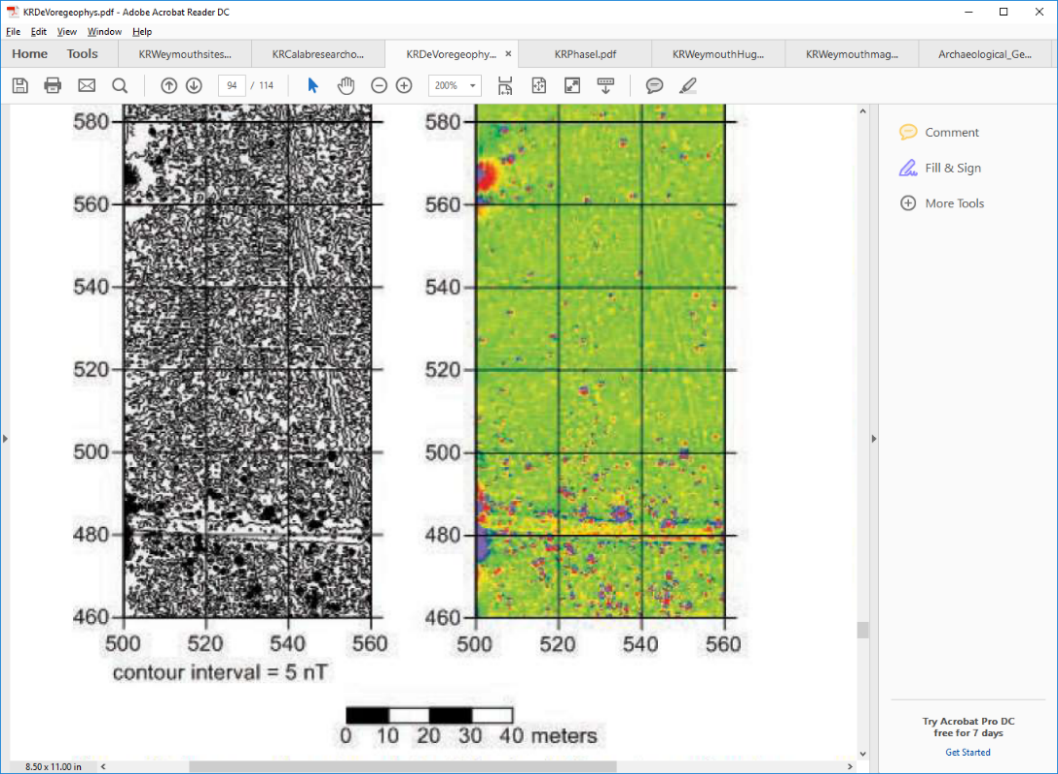 KRDeVoregeophys.pdf - Adobe Acrobat Reader DC
File Edit View Window Help
Home Tools KRWeymouthsites... KRCalabresearcho... KRDeVoregeophy... × KRPhaseI.pdf KRWeymouthHug... KRWeymouthmag... Archaeological_Ge...
94 / 114 200%
580
560
540
520
500
480
460
500 520 540 560
contour interval = 5 nT
580
560
540
520
500
480
460
500 520 540 560
0 10 20 30 40 meters
Comment
Fill & Sign
More Tools
Try Acrobat Pro DC
free for 7 days
Get Started
8.50 x 11.00 in